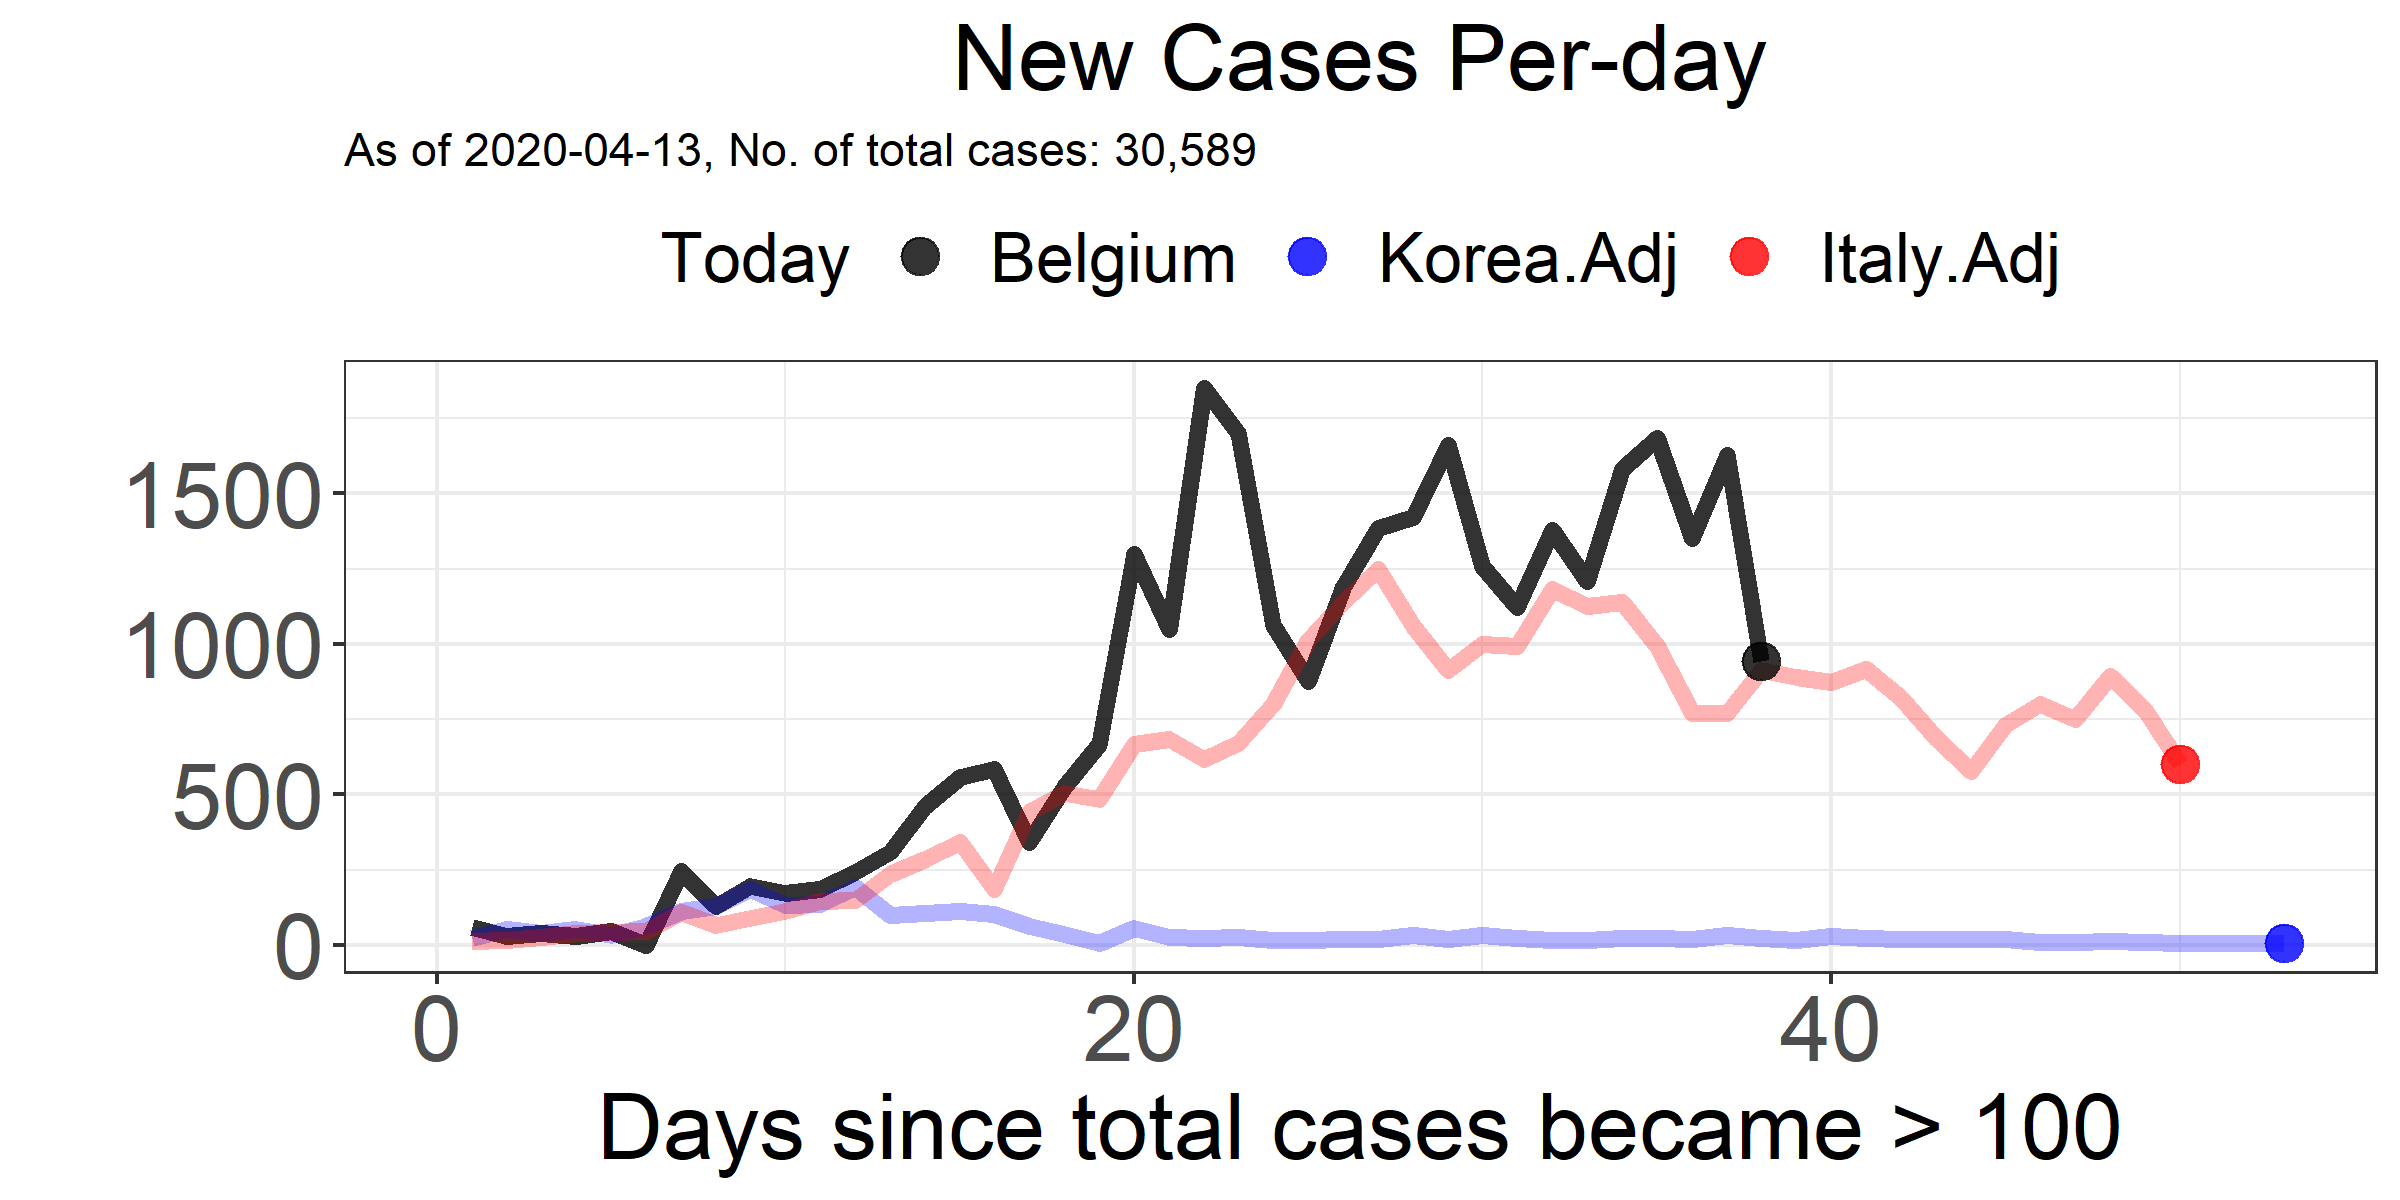 New Cases Per-day
As of 2020-04-13, No. of total cases: 30,589
Today Belgium Korea.Adj Italy.Adj
1500
1000
500
0
0 20 40
Days since total cases became > 100